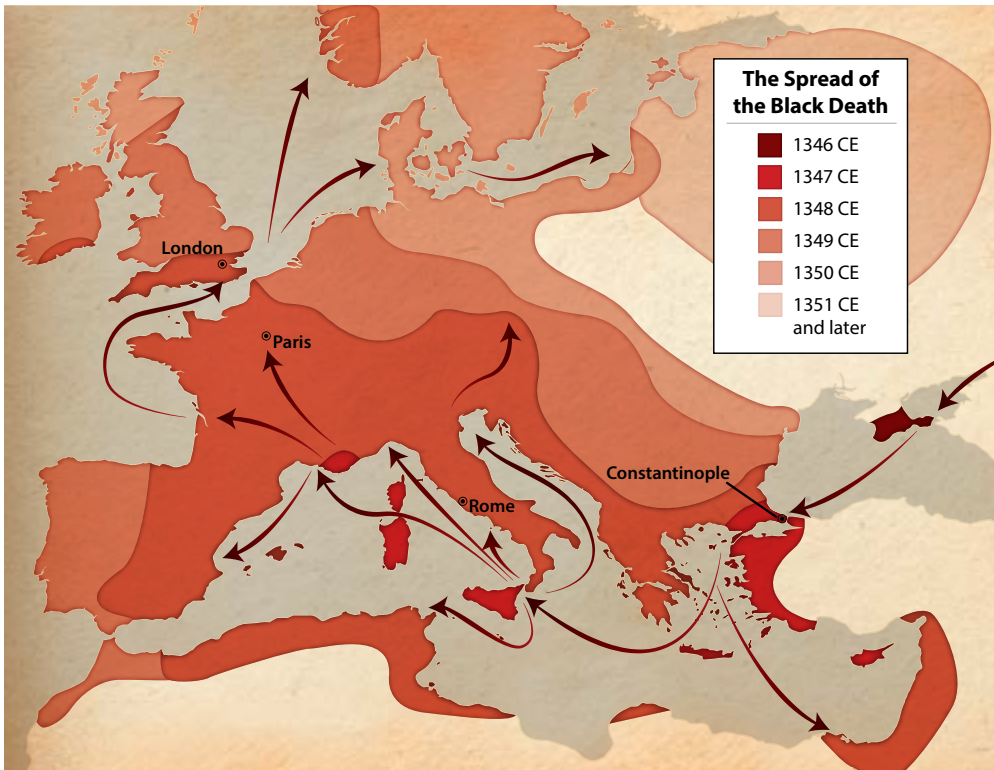 The Spread of
the Black Death
1346 CE
1347 CE
1348 CE
1349 CE
1350 CE
1351 CE
and later
London
Paris
Constantinople
Rome